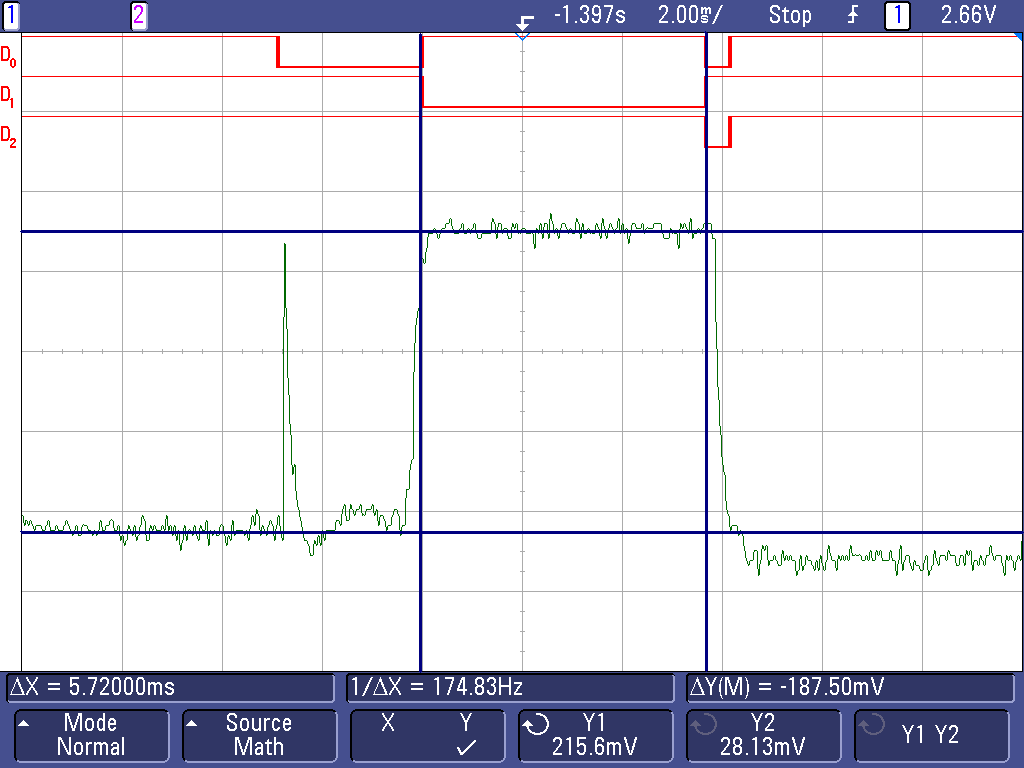 1 2 -1.397s 2.00ms/ Stop 1 2.66V
D0
D1
D2
ΔX = 5.72000ms 1/ΔX = 174.83Hz ΔY(M) = -187.50mV
Mode Source X Y Y1 Y2 Y1 Y2
Normal Math ✓ 215.6mV 28.13mV